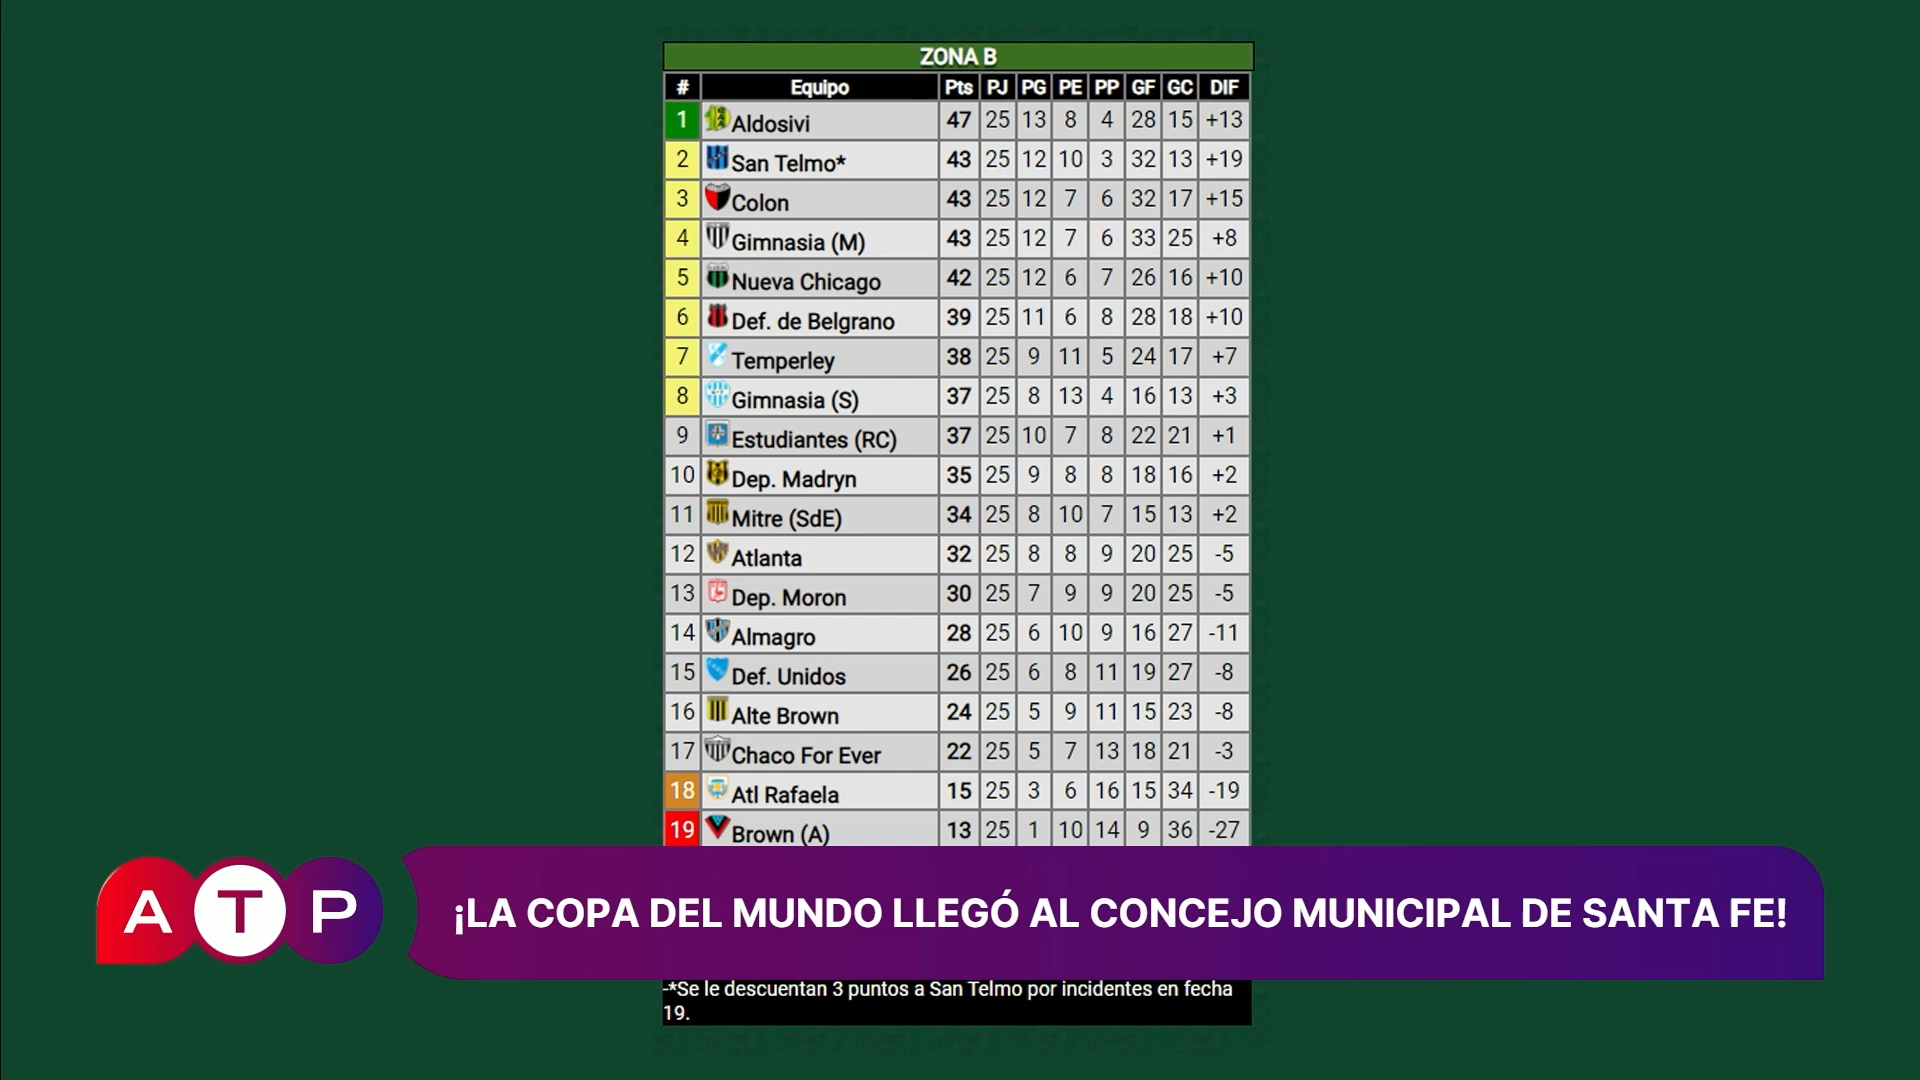 ZONA B
# Equipo Pts PJ PG PE PP GF GC DIF
1 Aldosivi 47 25 13 8 4 28 15 +13
2 San Telmo* 43 25 12 10 3 32 13 +19
3 Colon 43 25 12 7 6 32 17 +15
4 Gimnasia (M) 43 25 12 7 6 33 25 +8
5 Nueva Chicago 42 25 12 6 7 26 16 +10
6 Def. de Belgrano 39 25 11 6 8 28 18 +10
7 Temperley 38 25 9 11 5 24 17 +7
8 Gimnasia (S) 37 25 8 13 4 16 13 +3
9 Estudiantes (RC) 37 25 10 7 8 22 21 +1
10 Dep. Madryn 35 25 9 8 8 18 16 +2
11 Mitre (SdE) 34 25 8 10 7 15 13 +2
12 Atlanta 32 25 8 8 9 20 25 -5
13 Dep. Moron 30 25 7 9 9 20 25 -5
14 Almagro 28 25 6 10 9 16 27 -11
15 Def. Unidos 26 25 6 8 11 19 27 -8
16 Alte Brown 24 25 5 9 11 15 23 -8
17 Chaco For Ever 22 25 5 7 13 18 21 -3
18 Atl Rafaela 15 25 3 6 16 15 34 -19
19 Brown (A) 13 25 1 10 14 9 36 -27
ATP
¡LA COPA DEL MUNDO LLEGÓ AL CONCEJO MUNICIPAL DE SANTA FE!
-*Se le descuentan 3 puntos a San Telmo por incidentes en fecha
19.